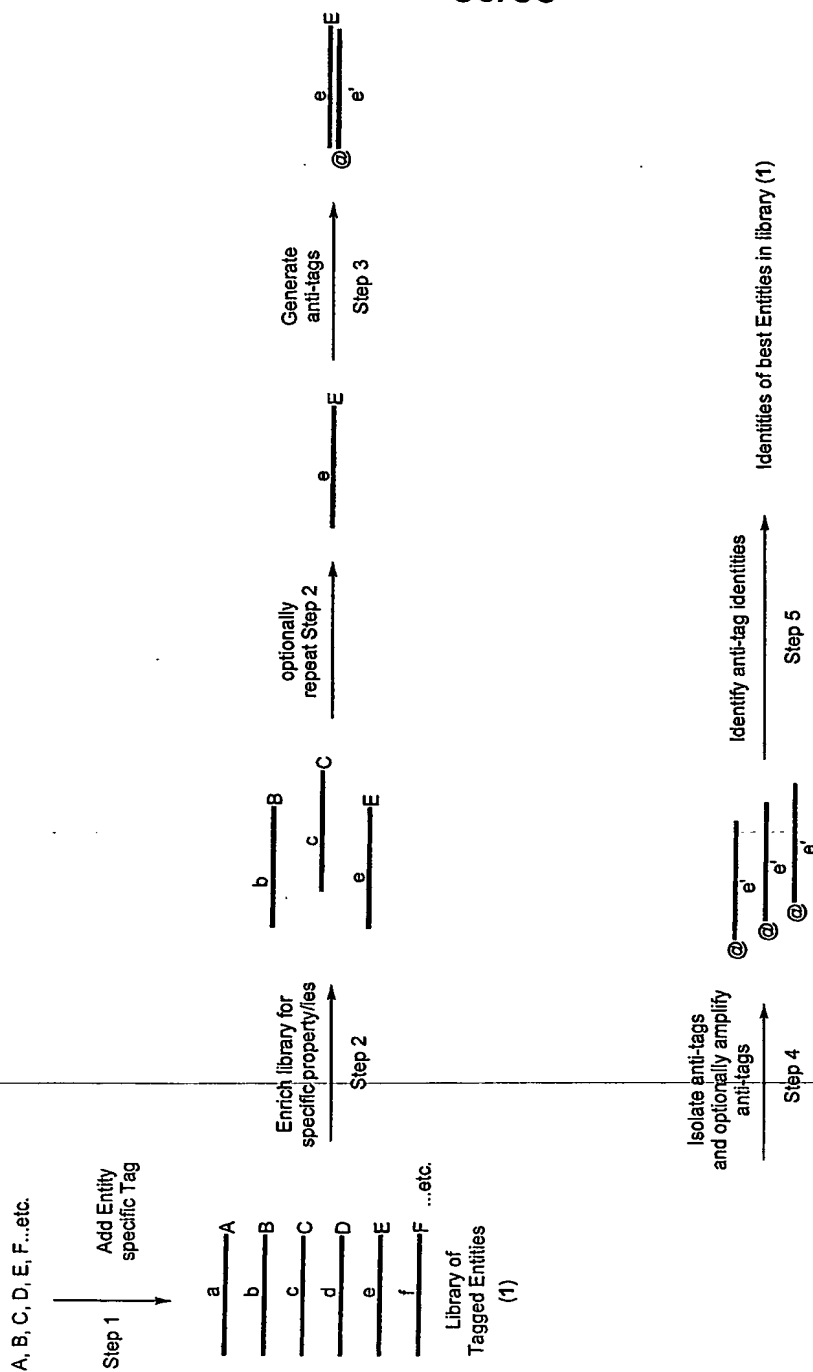 A, B, C, D, E, F...etc.
Step 1
Add Entity
specific Tag
a
A
b
B
c
C
d
D
e
E
f
F
...etc.
Library of
Tagged Entities
(1)
Enrich library for
specific property/ies
Step 2
b
B
c
C
e
E
optionally
repeat Step 2
e
E
Generate
anti-tags
Step 3
e
E
@
e'
Isolate anti-tags
and optionally amplify
anti-tags
Step 4
@
e'
@
e'
@
e'
Identify anti-tag identities
Step 5
Identities of best Entities in library (1)